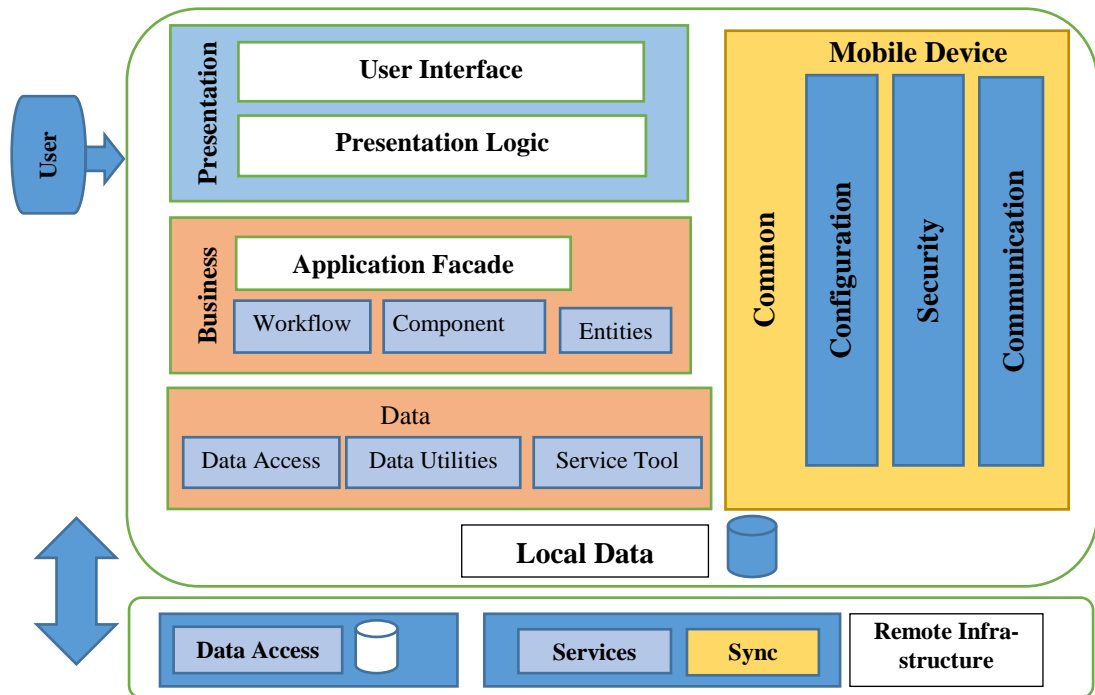 User
Presentation
User Interface
Presentation Logic
Business
Application Facade
Workflow
Component
Entities
Data
Data Access
Data Utilities
Service Tool
Mobile Device
Common
Configuration
Security
Communication
Local Data
Data Access
Services
Sync
Remote Infra-
structure